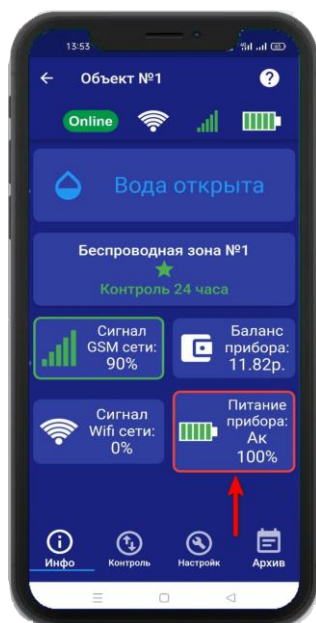 13:53
Объект №1
?
Online
Вода открыта
Беспроводная зона №1
Контроль 24 часа
Сигнал
GSM сети:
90%
Баланс
прибора:
11.82р.
Сигнал
Wifi сети:
0%
Питание
прибора:
Ак
100%
Инфо
Контроль
Настройк
Архив